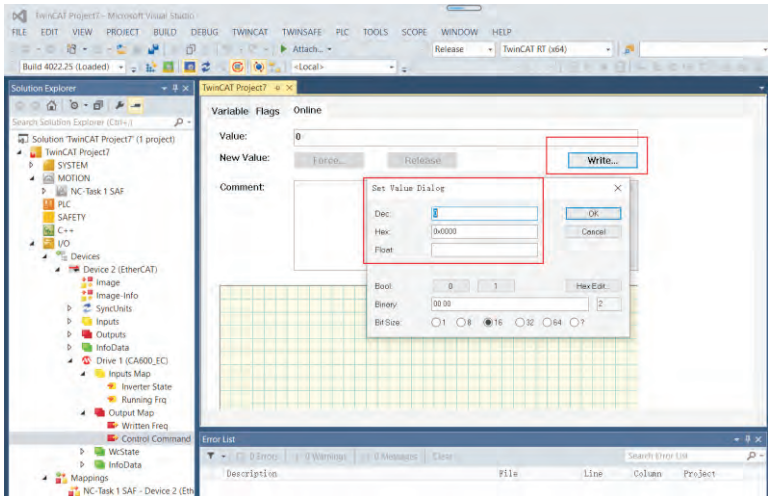 TwinCAT Project7 - Microsoft Visual Studio
FILE EDIT VIEW PROJECT BUILD DEBUG TWINCAT TWINSAFE PLC TOOLS SCOPE WINDOW HELP
Attach... Release TwinCAT RT (x64)
Build 4022.25 (Loaded) <Local>
Solution Explorer
Search Solution Explorer (Ctrl+;)
Solution 'TwinCAT Project7' (1 project)
TwinCAT Project7
SYSTEM
MOTION
NC-Task 1 SAF
PLC
SAFETY
C++
I/O
Devices
Device 2 (EtherCAT)
Image
Image-Info
SyncUnits
Inputs
Outputs
InfoData
Drive 1 (CA600_EC)
Inputs Map
Inverter State
Running Frq
Output Map
Written Freq
Control Command
WcState
InfoData
Mappings
NC-Task 1 SAF - Device 2 (Eth
TwinCAT Project7
Variable Flags Online
Value: 0
New Value: Force... Release Write...
Comment:
Set Value Dialog
Dec: 0 OK
Hex: 0x0000 Cancel
Float:
Bool: 0 1 Hex Edit...
Binary: 00 00 2
Bit Size: 1 8 16 32 64 ?
Error List
0 Errors 0 Warnings 0 Messages Clear
Search Error List
Description File Line Column Project